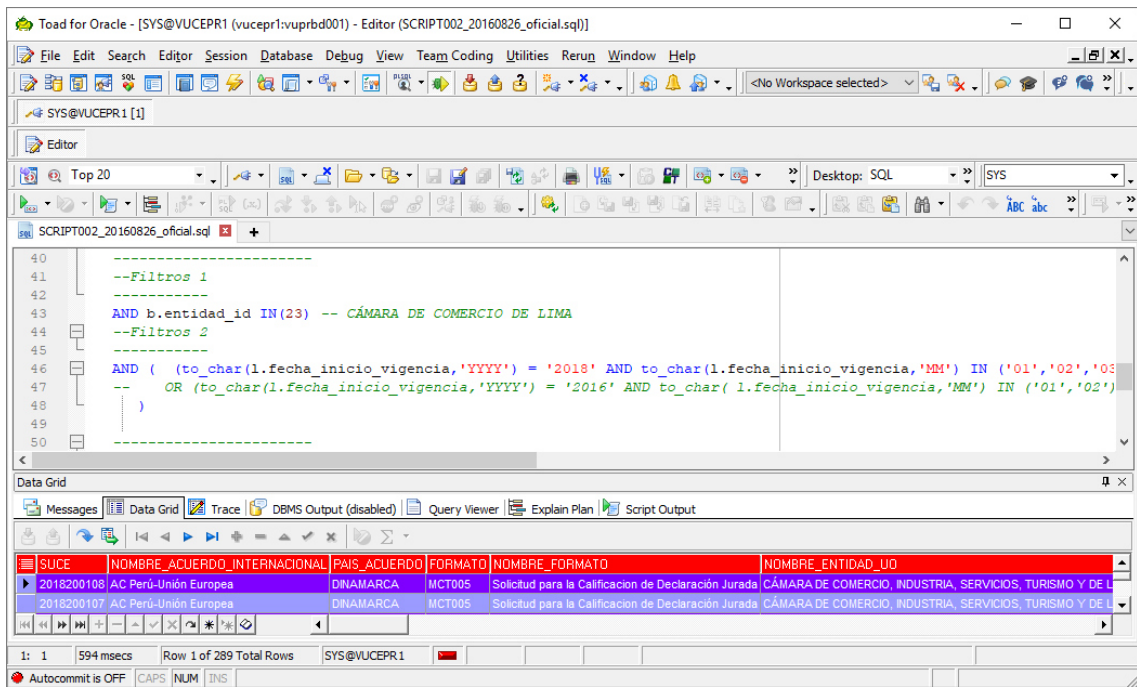 Toad for Oracle - [SYS@VUCEPR1 (vucepr1:vuprbd001) - Editor (SCRIPT002_20160826_oficial.sql)]
File Edit Search Editor Session Database Debug View Team Coding Utilities Rerun Window Help
<No Workspace selected>
SYS@VUCEPR1 [1]
Editor
Top 20 Desktop: SQL SYS
SCRIPT002_20160826_oficial.sql
40 -----------------------
41 --Filtros 1
42 -----------
43 AND b.entidad_id IN(23) -- CÁMARA DE COMERCIO DE LIMA
44 --Filtros 2
45 -----------
46 AND ( (to_char(l.fecha_inicio_vigencia,'YYYY') = '2018' AND to_char(l.fecha_inicio_vigencia,'MM') IN ('01','02','03
47 -- OR (to_char(l.fecha_inicio_vigencia,'YYYY') = '2016' AND to_char( l.fecha_inicio_vigencia,'MM') IN ('01','02')
48 )
49
50 -----------------------
Data Grid
Messages Data Grid Trace DBMS Output (disabled) Query Viewer Explain Plan Script Output
SUCE NOMBRE_ACUERDO_INTERNACIONAL PAIS_ACUERDO FORMATO NOMBRE_FORMATO NOMBRE_ENTIDAD_UO
2018200108 AC Perú-Unión Europea DINAMARCA MCT005 Solicitud para la Calificacion de Declaración Jurada CÁMARA DE COMERCIO, INDUSTRIA, SERVICIOS, TURISMO Y DE L
2018200107 AC Perú-Unión Europea DINAMARCA MCT005 Solicitud para la Calificacion de Declaración Jurada CÁMARA DE COMERCIO, INDUSTRIA, SERVICIOS, TURISMO Y DE L
1: 1 594 msecs Row 1 of 289 Total Rows SYS@VUCEPR1
Autocommit is OFF CAPS NUM INS